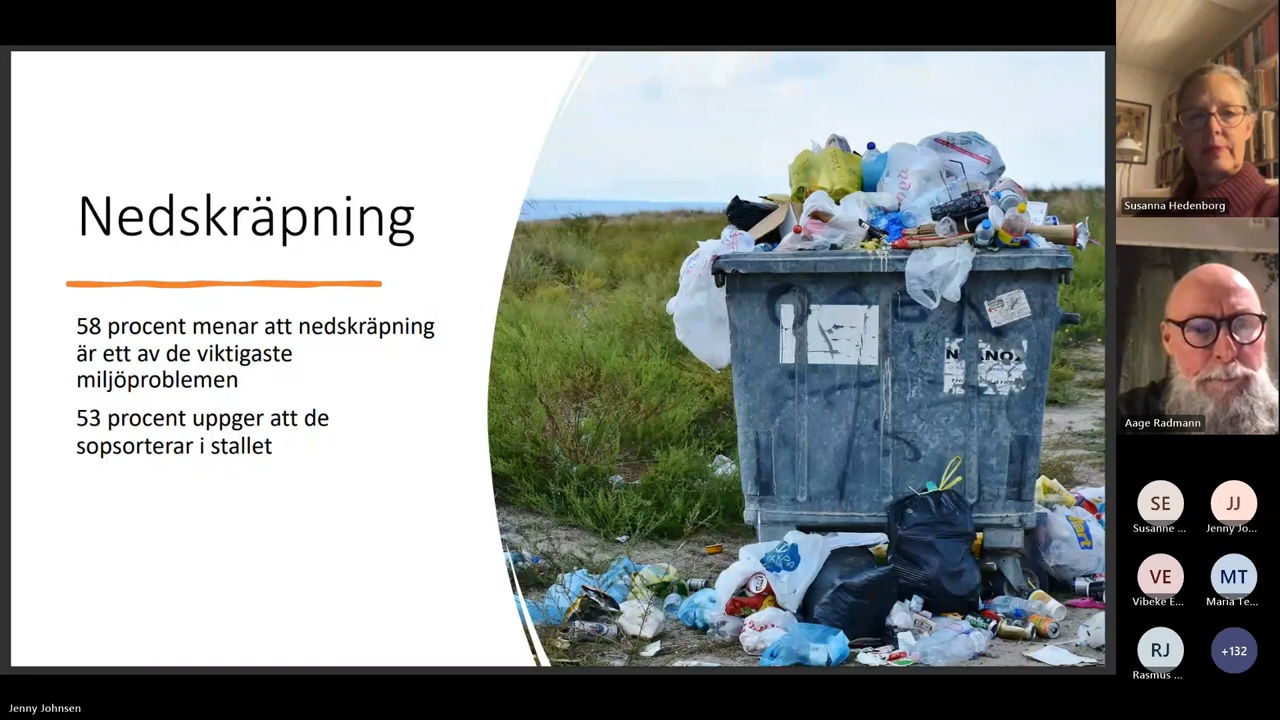 Nedskräpning
58 procent menar att nedskräpning
är ett av de viktigaste
miljöproblemen
53 procent uppger att de
sopsorterar i stallet
Susanna Hedenborg
Aage Radmann
SE
Susanne ...
JJ
Jenny Jo...
VE
Vibeke E...
MT
Maria Te...
RJ
Rasmus ...
+132
Jenny Johnsen